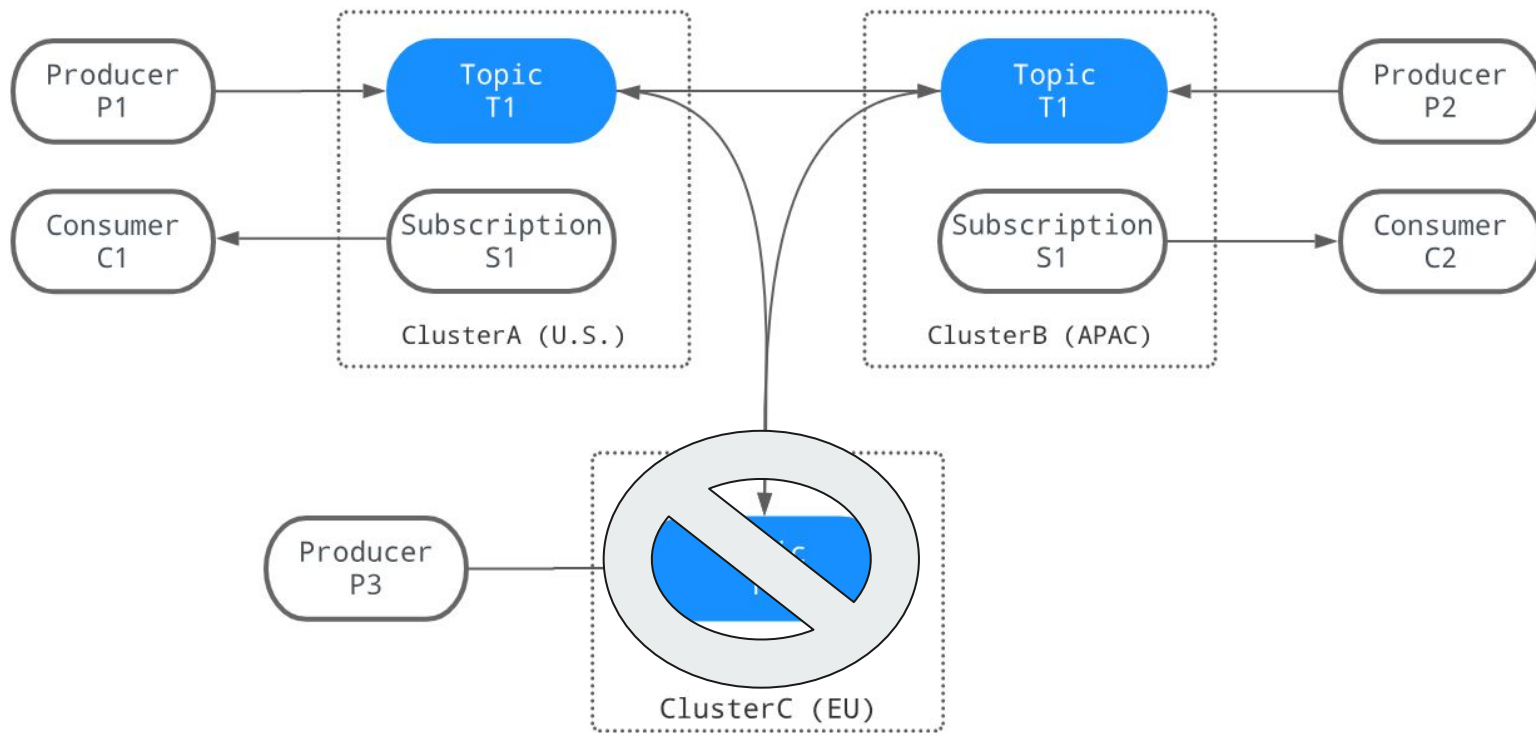 Producer
P1
Topic
T1
Topic
T1
Producer
P2
Consumer
C1
Subscription
S1
Subscription
S1
Consumer
C2
ClusterA (U.S.)
ClusterB (APAC)
Producer
P3
ClusterC (EU)